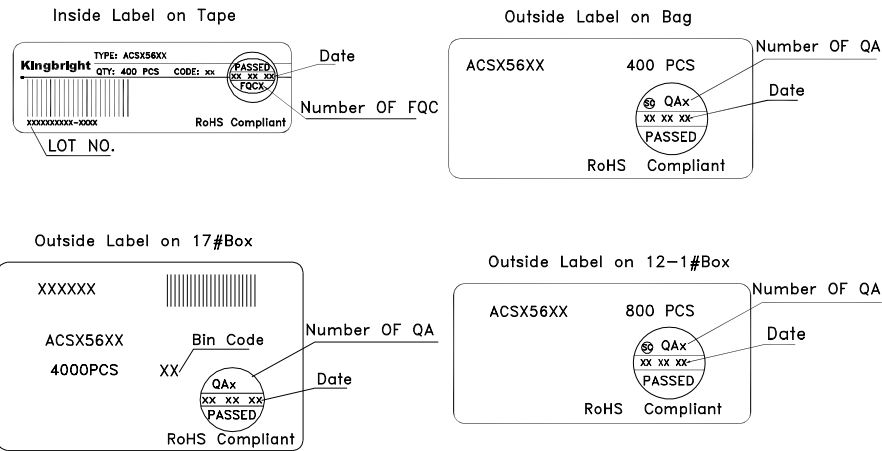 Inside Label on Tape
Kingbright
TYPE: ACSX56XX
QTY: 400 PCS CODE: xx
PASSED
XX XX XX
FQCX
xxxxxxxxxx-xxxx
RoHS Compliant
Date
Number OF FQC
LOT NO.
Outside Label on Bag
ACSX56XX 400 PCS
SC QAx
XX XX XX
PASSED
RoHS Compliant
Number OF QA
Date
Outside Label on 17#Box
XXXXXX
ACSX56XX
4000PCS
Bin Code
XX
QAx
XX XX XX
PASSED
RoHS Compliant
Number OF QA
Date
Outside Label on 12-1#Box
ACSX56XX 800 PCS
QAx
XX XX XX
PASSED
RoHS Compliant
Number OF QA
Date